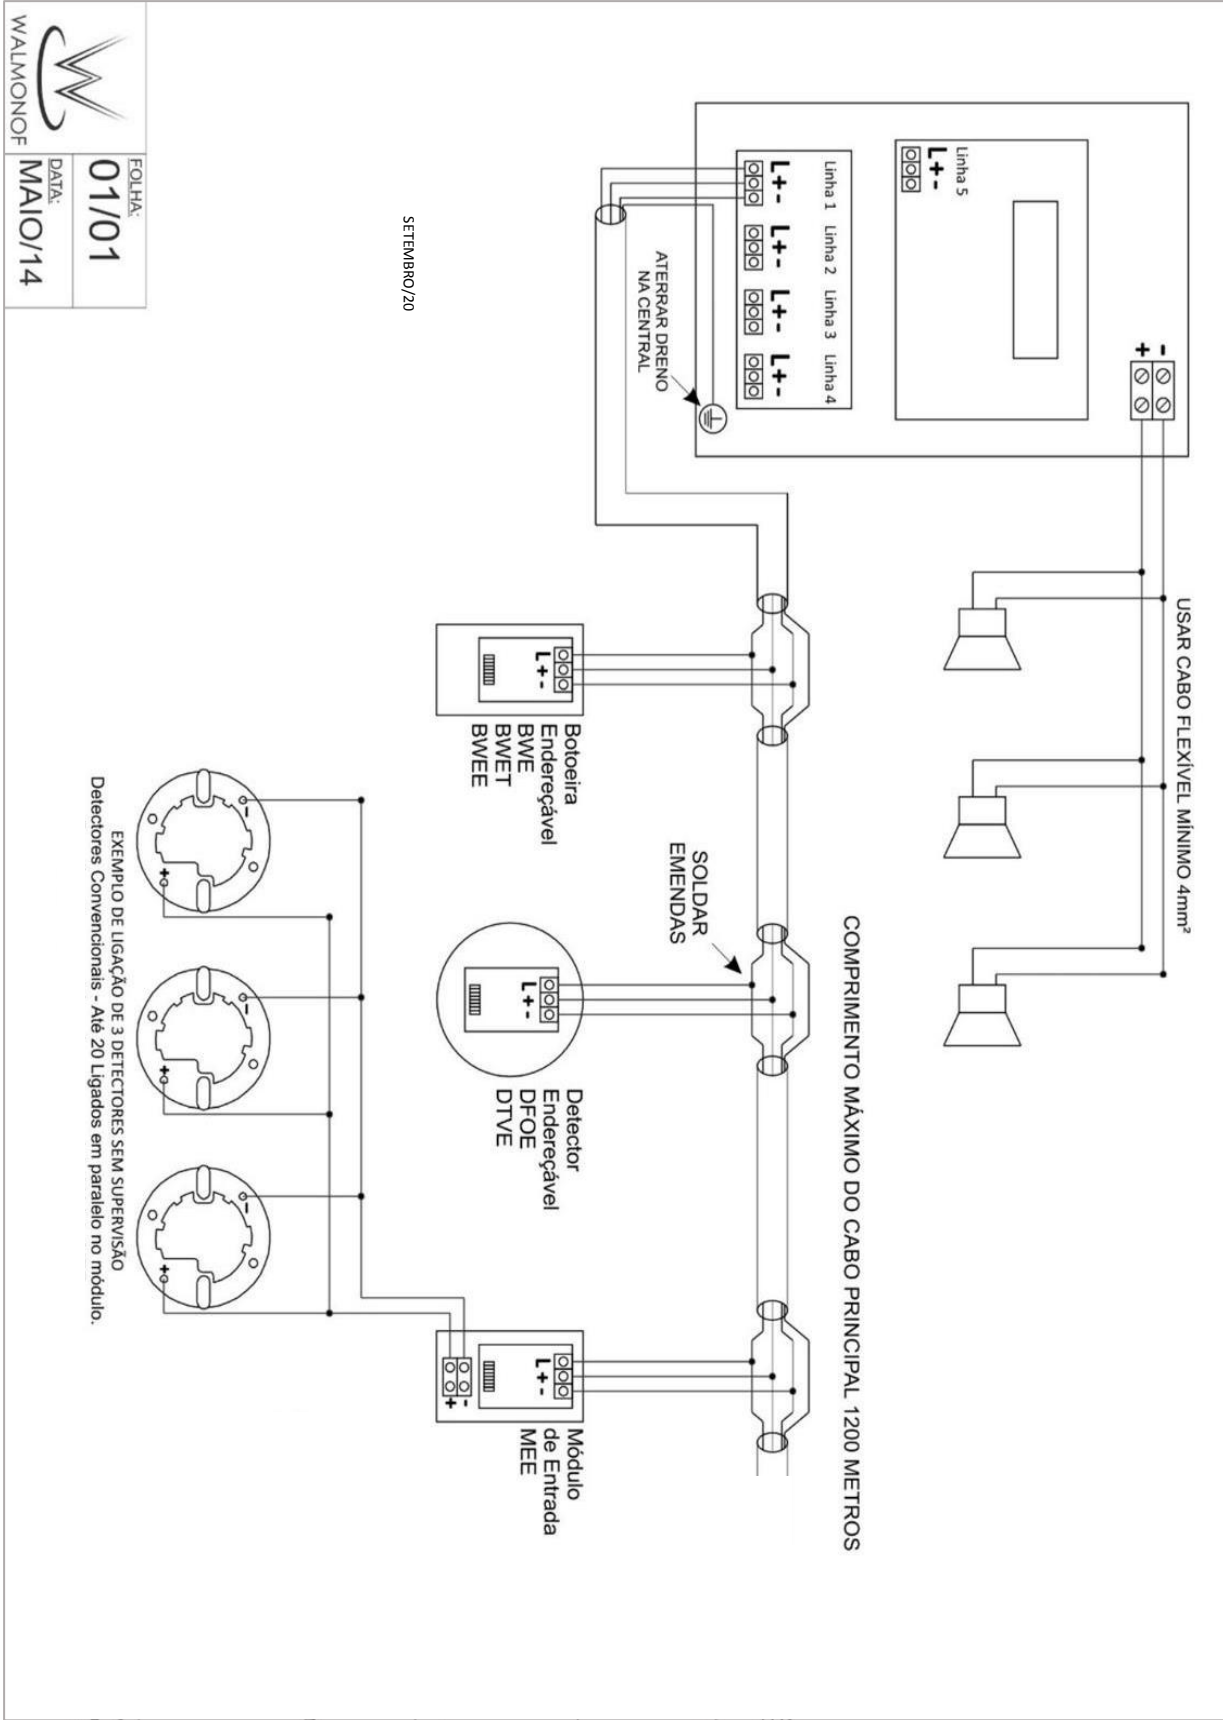 USAR CABO FLEXÍVEL MÍNIMO 4mm²
- +
Linha 5
L+-
Linha 1
Linha 2
Linha 3
Linha 4
L+-
L+-
L+-
L+-
ATERRAR DRENO
NA CENTRAL
COMPRIMENTO MÁXIMO DO CABO PRINCIPAL 1200 METROS
SOLDAR
EMENDAS
L+-
Botoeira
Endereçável
BWE
BWET
BWEE
L+-
Detector
Endereçável
DFOE
DTVE
L+-
- +
Módulo
de Entrada
MEE
- +
- +
- +
EXEMPLO DE LIGAÇÃO DE 3 DETECTORES SEM SUPERVISÃO
Detectores Convencionais - Até 20 Ligados em paralelo no módulo.
SETEMBRO/20
WALMONOF
FOLHA:
01/01
DATA:
MAIO/14